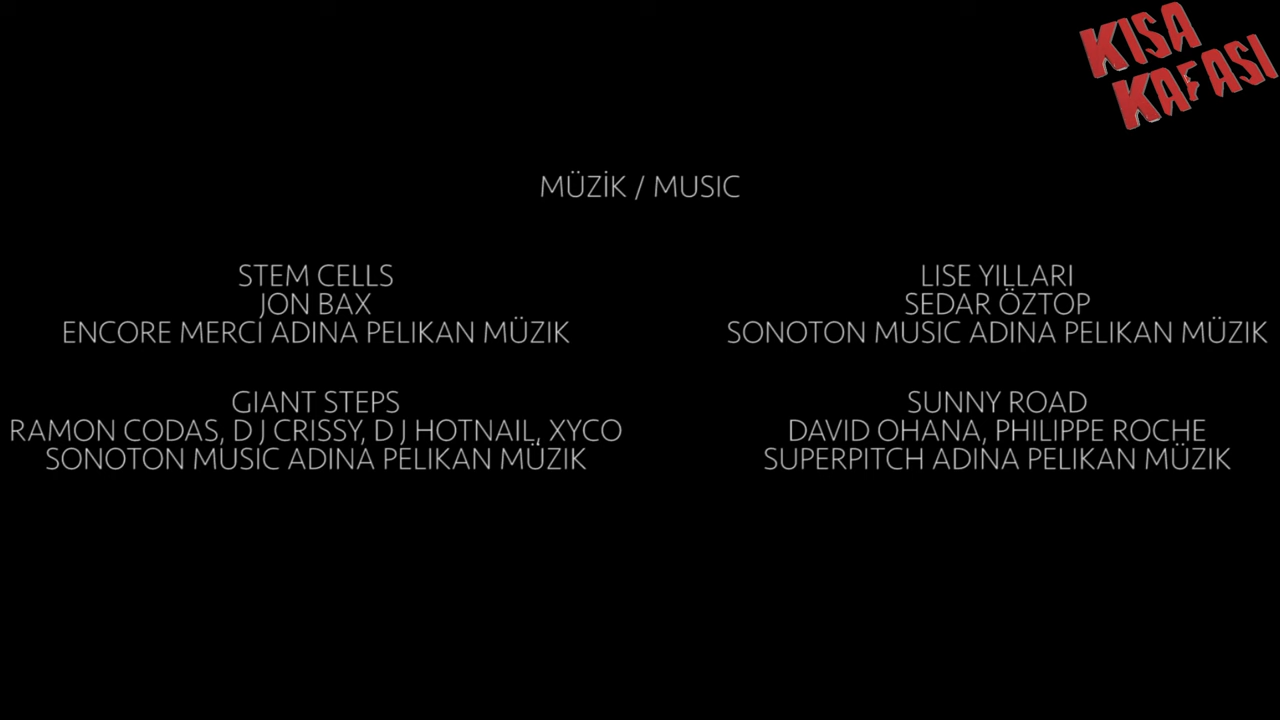 KISA
KAFASI
MÜZİK / MUSIC
STEM CELLS
JON BAX
ENCORE MERCI ADINA PELIKAN MÜZIK
LISE YILLARI
SEDAR ÖZTOP
SONOTON MUSIC ADINA PELIKAN MÜZIK
GIANT STEPS
RAMON CODAS, D J CRISSY, D J HOTNAIL, XYCO
SONOTON MUSIC ADINA PELIKAN MÜZIK
SUNNY ROAD
DAVID OHANA, PHILIPPE ROCHE
SUPERPITCH ADINA PELIKAN MÜZIK